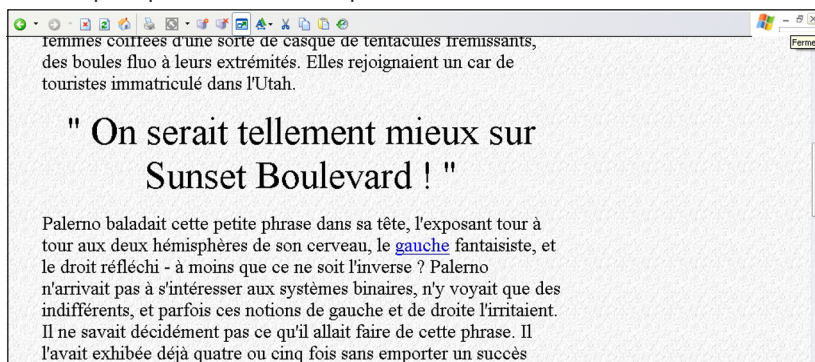 Ferme
femmes coiffées d'une sorte de casque de tentacules frémissants,
des boules fluo à leurs extrémités. Elles rejoignaient un car de
touristes immatriculé dans l'Utah.
" On serait tellement mieux sur
Sunset Boulevard ! "
Palerno baladait cette petite phrase dans sa tête, l'exposant tour à
tour aux deux hémisphères de son cerveau, le gauche fantaisiste, et
le droit réfléchi - à moins que ce ne soit l'inverse ? Palerno
n'arrivait pas à s'intéresser aux systèmes binaires, n'y voyait que des
indifférents, et parfois ces notions de gauche et de droite l'irritaient.
Il ne savait décidément pas ce qu'il allait faire de cette phrase. Il
l'avait exhibée déjà quatre ou cinq fois sans emporter un succès